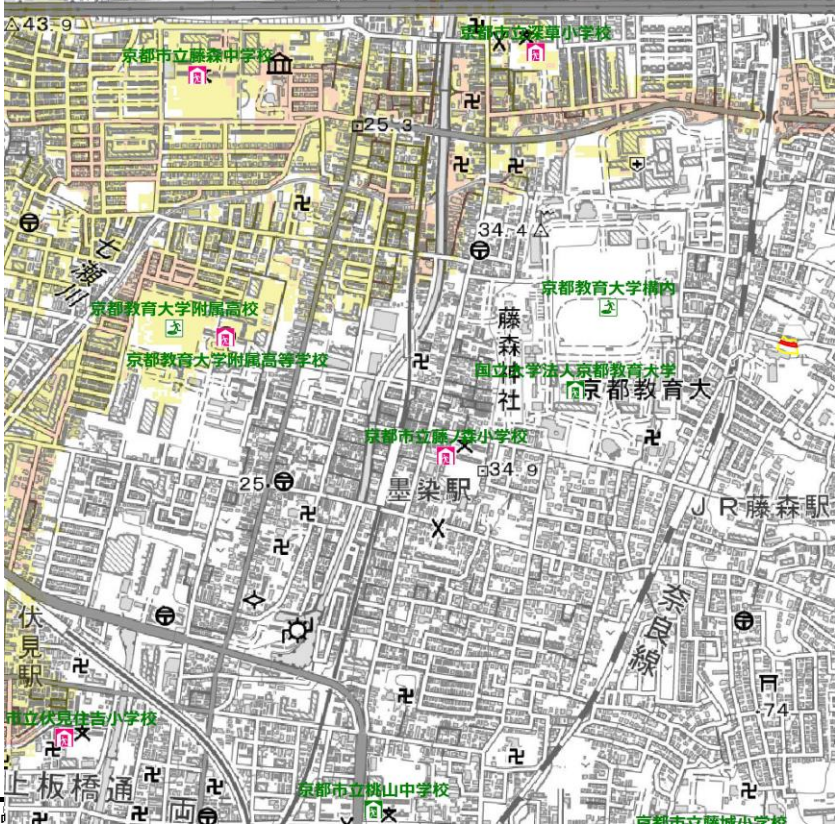 43.9
京都市立深草小学校
京都市立藤森中学校
25.3
34.4
七瀬川
京都教育大学構内
京都教育大学附属高校
藤森神社
京都教育大学附属高等学校
国立大学法人京都教育大学
京都教育大
京都市立藤ノ森小学校
34.9
25.
墨染駅
JR藤森駅
奈良線
伏見駅
74
市立伏見住吉小学校
上板橋通
両
京都市立桃山中学校
京都市立藤城小学校